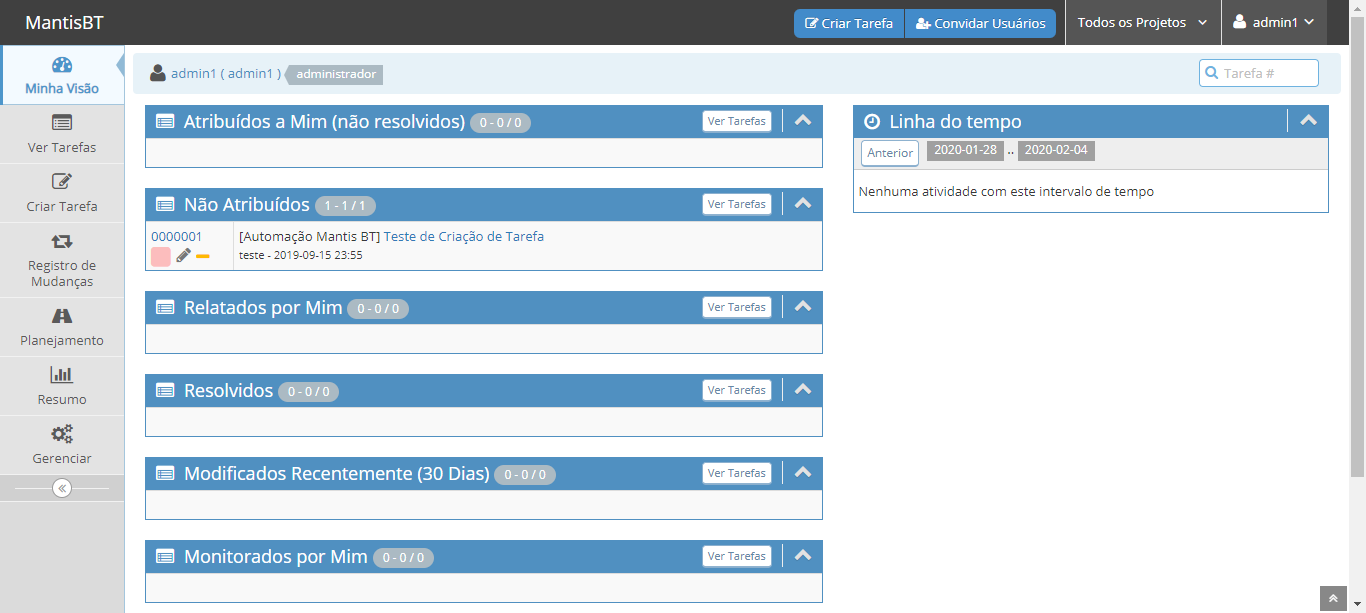 MantisBT
Criar Tarefa
Convidar Usuários
Todos os Projetos
admin1
Minha Visão
Ver Tarefas
Criar Tarefa
Registro de
Mudanças
Planejamento
Resumo
Gerenciar
admin1 ( admin1 ) administrador
Tarefa #
Atribuídos a Mim (não resolvidos) 0 - 0 / 0 Ver Tarefas
Não Atribuídos 1 - 1 / 1 Ver Tarefas
0000001 [Automação Mantis BT] Teste de Criação de Tarefa
teste - 2019-09-15 23:55
Relatados por Mim 0 - 0 / 0 Ver Tarefas
Resolvidos 0 - 0 / 0 Ver Tarefas
Modificados Recentemente (30 Dias) 0 - 0 / 0 Ver Tarefas
Monitorados por Mim 0 - 0 / 0 Ver Tarefas
Linha do tempo
Anterior 2020-01-28 .. 2020-02-04
Nenhuma atividade com este intervalo de tempo